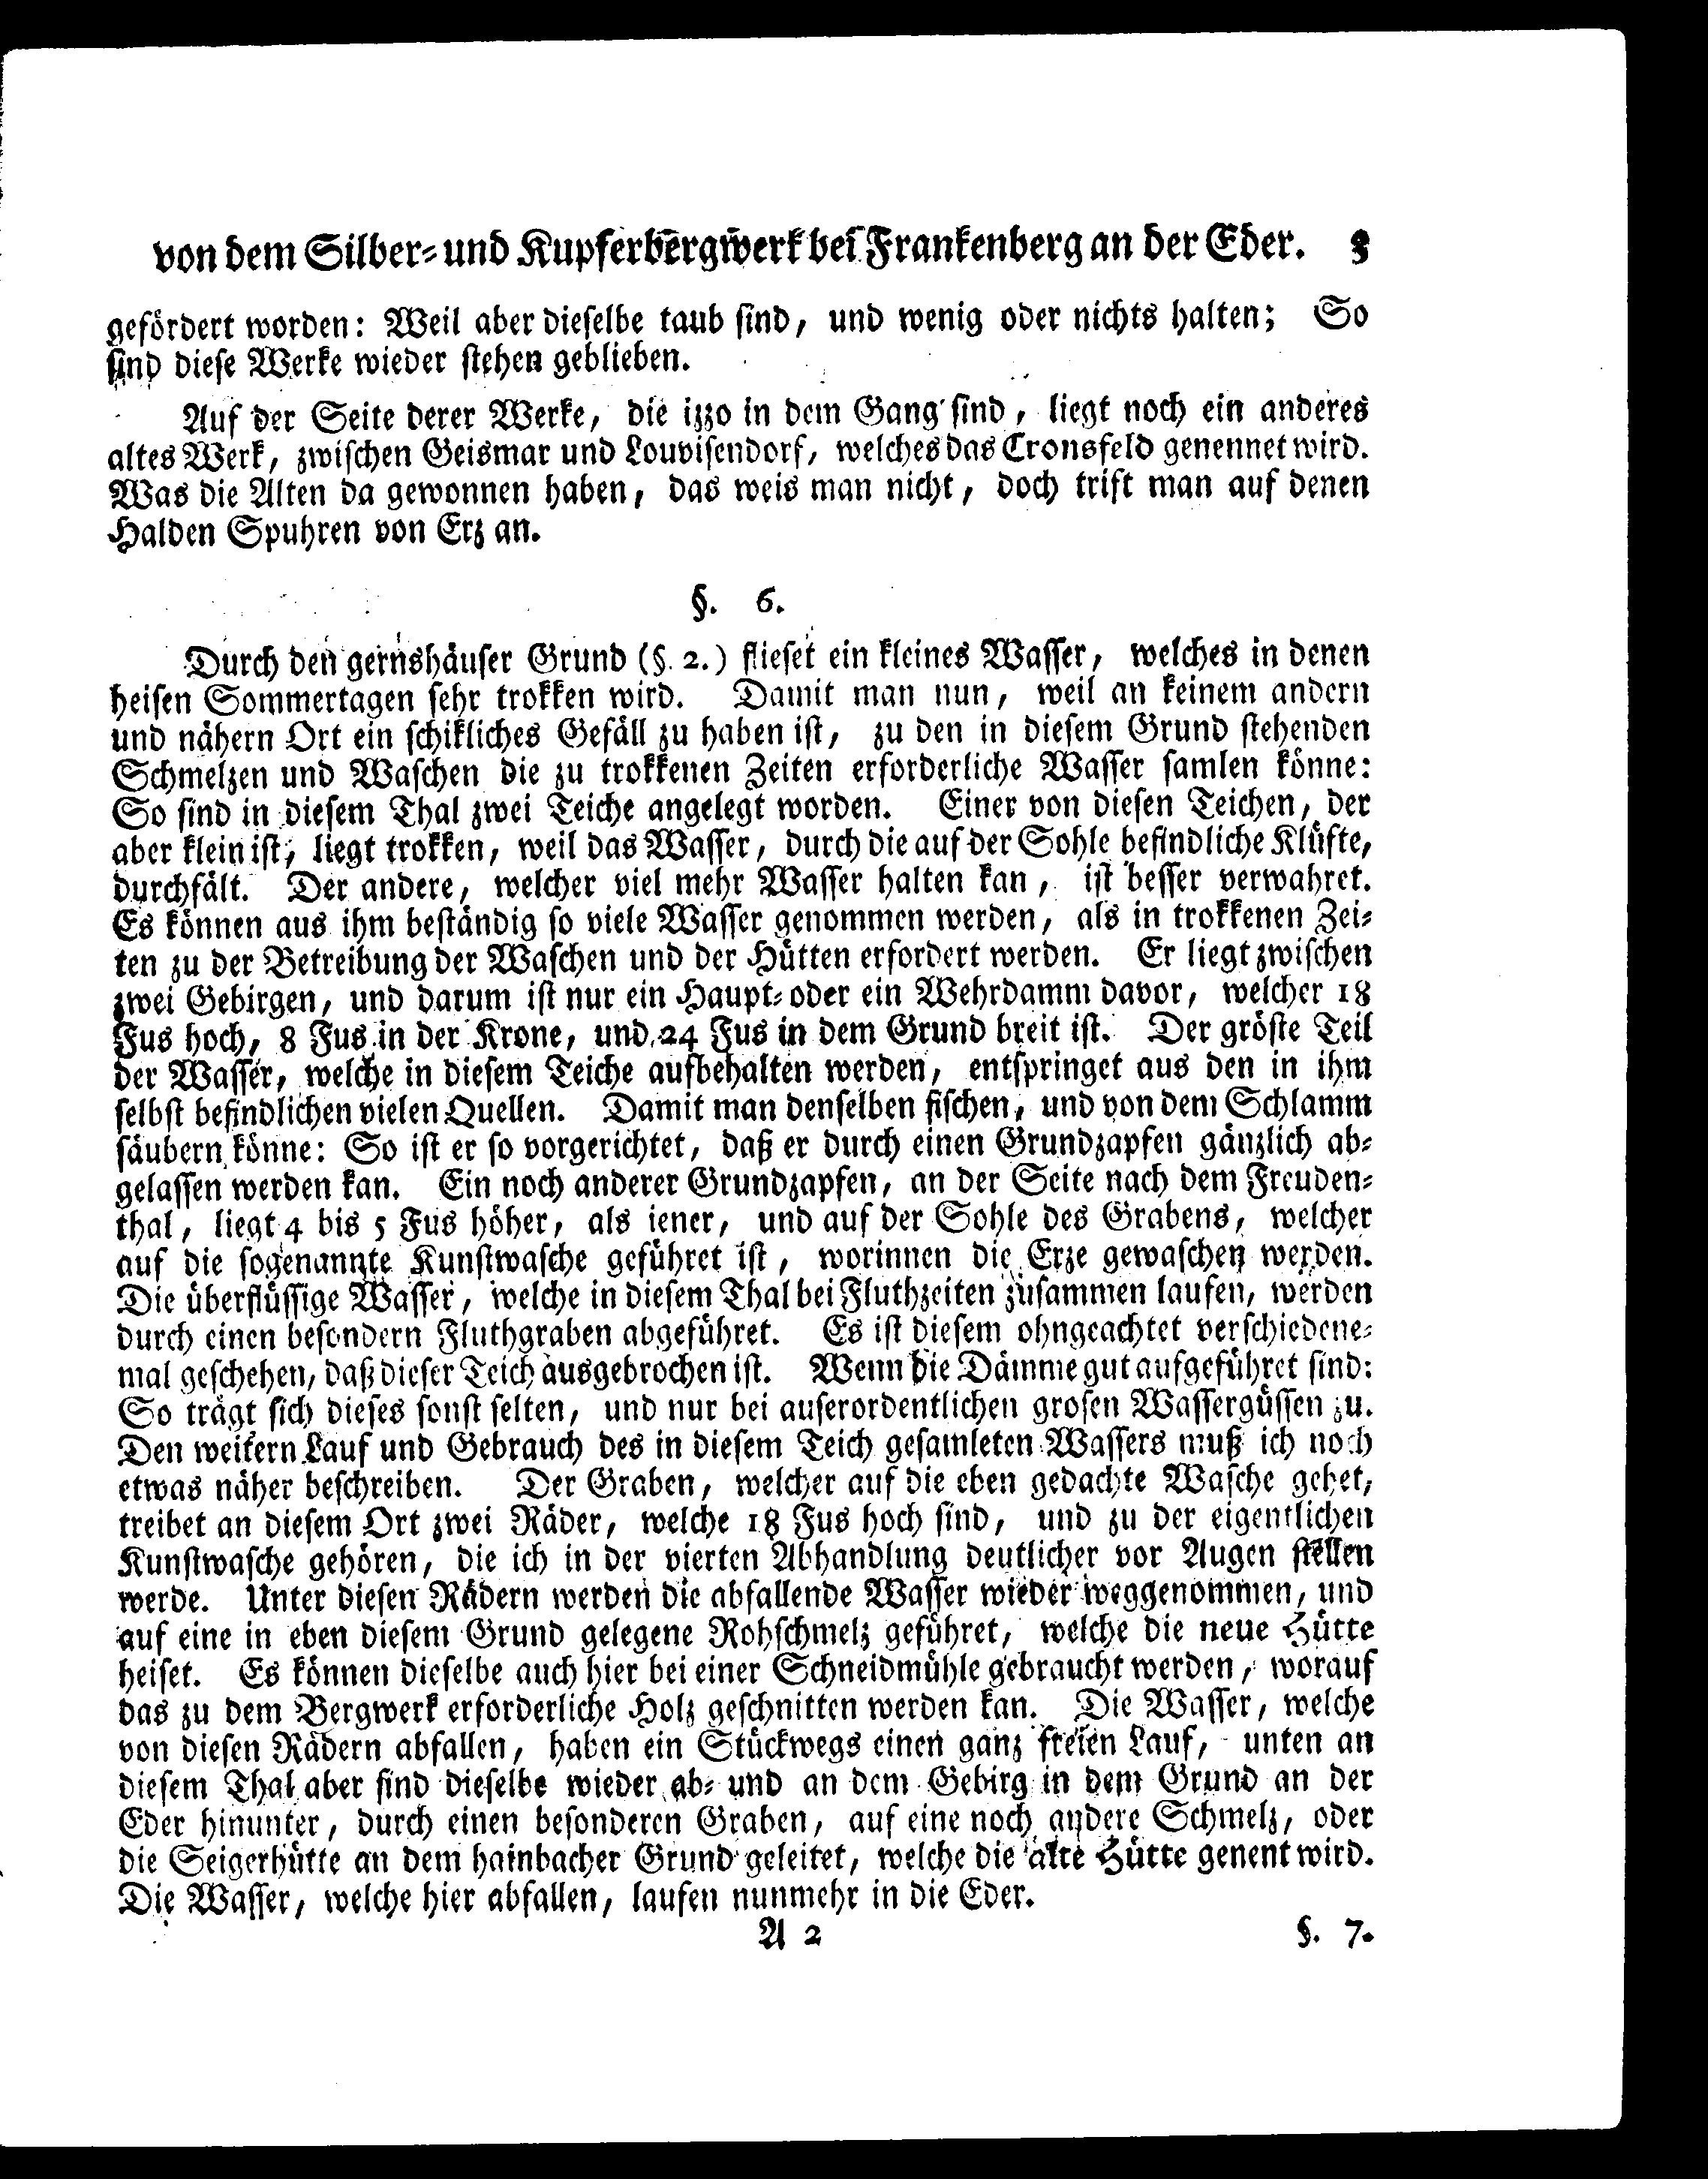 von dem Silber- und Kupferbergwerk bei Frankenberg an der Eder. 3
gefördert worden: Weil aber dieselbe taub sind, und wenig oder nichts halten; So
sind diese Werke wieder stehen geblieben.
Auf der Seite derer Werke, die izzo in dem Gang sind, liegt noch ein anderes
altes Werk, zwischen Geismar und Louvisendorf, welches das Cronsfeld genennet wird.
Was die Alten da gewonnen haben, das weis man nicht, doch trift man auf denen
Halden Spuhren von Erz an.
§. 6.
Durch den gernshäuser Grund (§. 2.) flieset ein kleines Wasser, welches in denen
heisen Sommertagen sehr trokken wird. Damit man nun, weil an keinem andern
und nähern Ort ein schikliches Gefäll zu haben ist, zu den in diesem Grund stehenden
Schmelzen und Waschen die zu trokkenen Zeiten erforderliche Wasser samlen könne:
So sind in diesem Thal zwei Teiche angelegt worden. Einer von diesen Teichen, der
aber klein ist, liegt trokken, weil das Wasser, durch die auf der Sohle befindliche Klüfte,
durchfält. Der andere, welcher viel mehr Wasser halten kan, ist besser verwahret.
Es können aus ihm beständig so viele Wasser genommen werden, als in trokkenen Zei-
ten zu der Betreibung der Waschen und der Hütten erfordert werden. Er liegt zwischen
zwei Gebirgen, und darum ist nur ein Haupt- oder ein Wehrdamm davor, welcher 18
Fus hoch, 8 Fus in der Krone, und 24 Fus in dem Grund breit ist. Der gröste Teil
der Wasser, welche in diesem Teiche aufbehalten werden, entspringet aus den in ihm
selbst befindlichen vielen Quellen. Damit man denselben fischen, und von dem Schlamm
säubern könne: So ist er so vorgerichtet, daß er durch einen Grundzapfen gänzlich ab-
gelassen werden kan. Ein noch anderer Grundzapfen, an der Seite nach dem Freuden-
thal, liegt 4 bis 5 Fus höher, als iener, und auf der Sohle des Grabens, welcher
auf die sogenannte Kunstwasche geführet ist, worinnen die Erze gewaschen werden.
Die überflüssige Wasser, welche in diesem Thal bei Fluthzeiten zusammen laufen, werden
durch einen besondern Fluthgraben abgeführet. Es ist diesem ohngeachtet verschiedene-
mal geschehen, daß dieser Teich ausgebrochen ist. Wenn die Dämme gut aufgeführet sind:
So trägt sich dieses sonst selten, und nur bei auserordentlichen grosen Wassergüssen zu.
Den weitern Lauf und Gebrauch des in diesem Teich gesamleten Wassers muß ich noch
etwas näher beschreiben. Der Graben, welcher auf die eben gedachte Wasche gehet,
treibet an diesem Ort zwei Räder, welche 18 Fus hoch sind, und zu der eigentlichen
Kunstwasche gehören, die ich in der vierten Abhandlung deutlicher vor Augen stellen
werde. Unter diesen Rädern werden die abfallende Wasser wieder weggenommen, und
auf eine in eben diesem Grund gelegene Rohschmelz geführet, welche die neue Hütte
heiset. Es können dieselbe auch hier bei einer Schneidmühle gebraucht werden, worauf
das zu dem Bergwerk erforderliche Holz geschnitten werden kan. Die Wasser, welche
von diesen Rädern abfallen, haben ein Stückwegs einen ganz freien Lauf, unten an
diesem Thal aber sind dieselbe wieder ab- und an dem Gebirg in dem Grund an der
Eder hinunter, durch einen besonderen Graben, auf eine noch andere Schmelz, oder
die Seigerhütte an dem hainbacher Grund geleitet, welche die alte Hütte genent wird.
Die Wasser, welche hier abfallen, laufen nunmehr in die Eder.
A 2 §. 7.